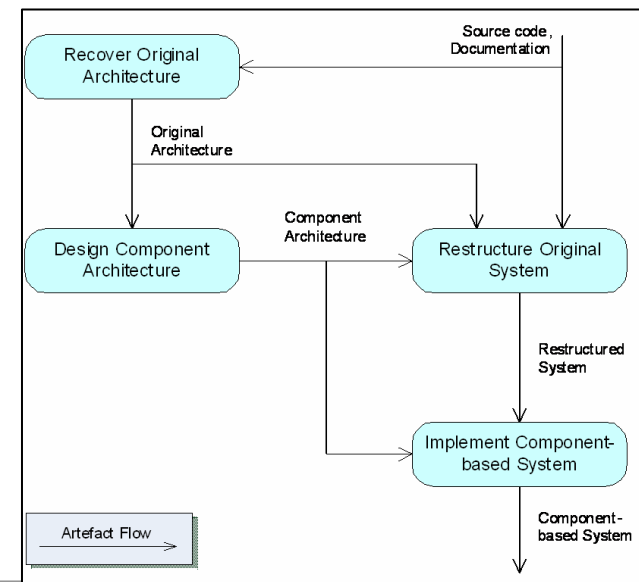 Source code,
Documentation
Recover Original
Architecture
Original
Architecture
Component
Architecture
Design Component
Architecture
Restructure Original
System
Restructured
System
Implement Component-
based System
Component-
based System
Artefact Flow